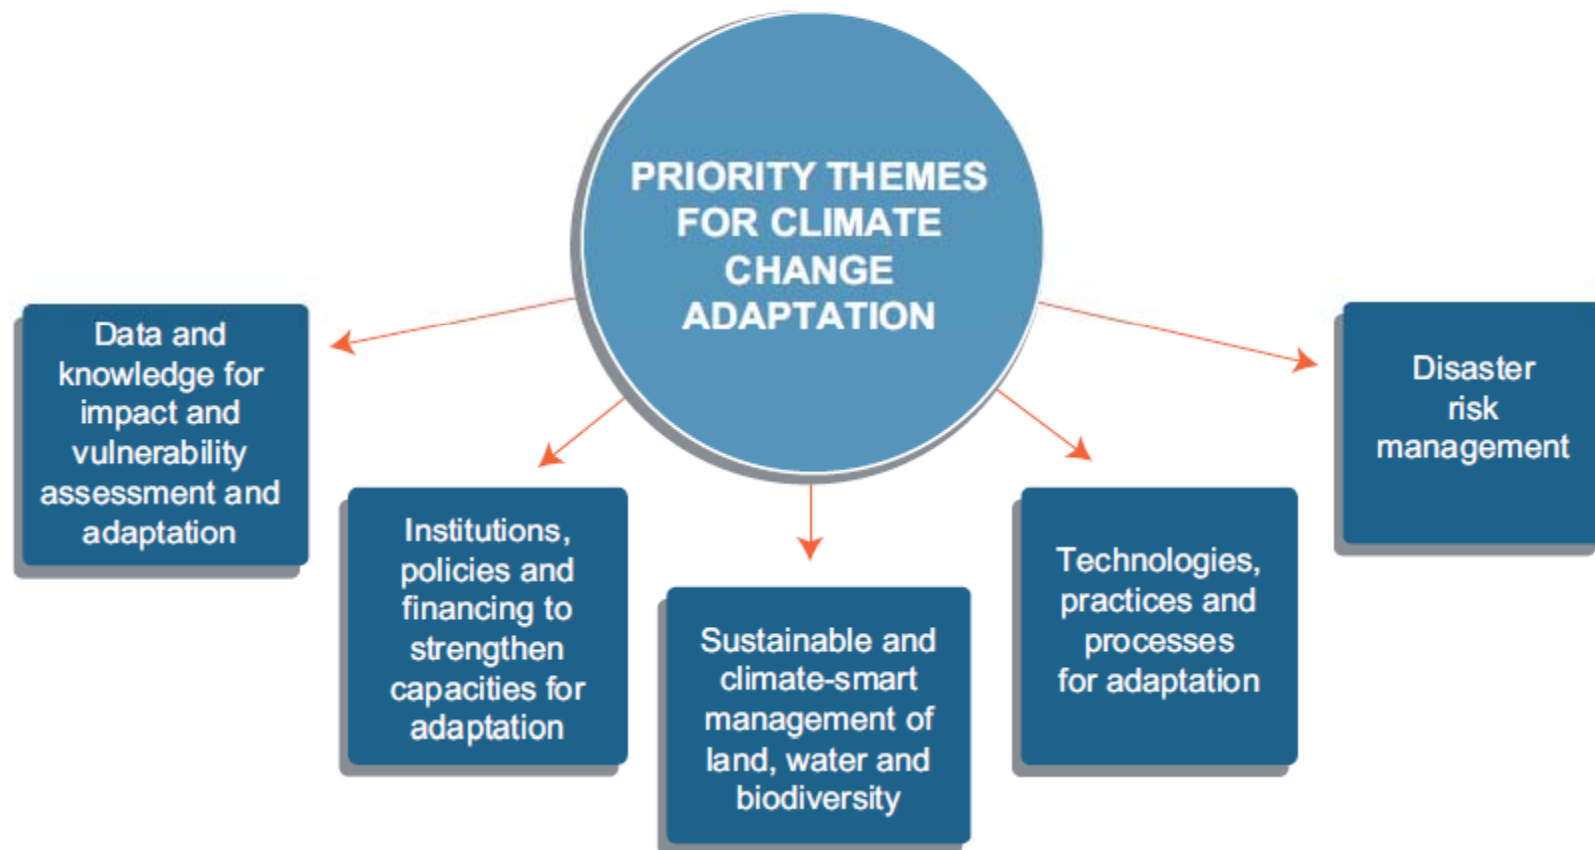 PRIORITY THEMES
FOR CLIMATE
CHANGE
ADAPTATION
Data and
knowledge for
impact and
vulnerability
assessment and
adaptation
Institutions,
policies and
financing to
strengthen
capacities for
adaptation
Sustainable and
climate-smart
management of
land, water and
biodiversity
Technologies,
practices and
processes
for adaptation
Disaster
risk
management